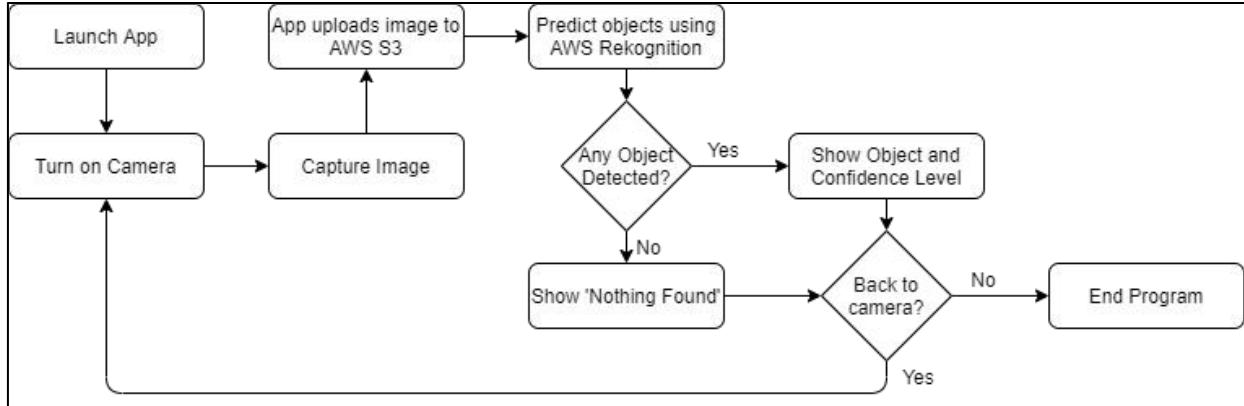 Launch App
App uploads image to
AWS S3
Predict objects using
AWS Rekognition
Turn on Camera
Capture Image
Any Object
Detected?
Yes
Show Object and
Confidence Level
No
Show 'Nothing Found'
Back to
camera?
No
End Program
Yes